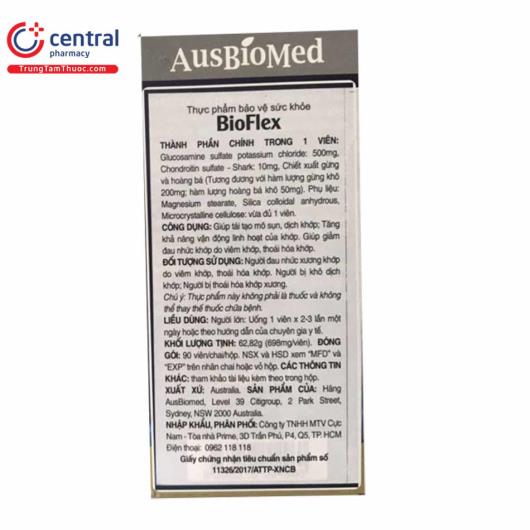 central
pharmacy
TrungTamThuoc.com
AusBioMed
Thực phẩm bảo vệ sức khỏe
BioFlex
THÀNH PHẦN CHÍNH TRONG 1 VIÊN:
Glucosamine sulfate potassium chloride: 500mg,
Chondroitin sulfate - Shark: 10mg, Chiết xuất gừng
và hoàng bá (Tương đương với hàm lượng gừng khô
200mg; hàm lượng hoàng bá khô 50mg). Phụ liệu:
Magnesium stearate, Silica colloidal anhydrous,
Microcrystalline cellulose: vừa đủ 1 viên.
CÔNG DỤNG: Giúp tái tạo mô sụn, dịch khớp; Tăng
khả năng vận động linh hoạt của khớp. Giúp giảm
đau nhức khớp do viêm khớp, thoái hóa khớp.
ĐỐI TƯỢNG SỬ DỤNG: Người đau nhức xương khớp
do viêm khớp, thoái hóa khớp. Người bị khô dịch
khớp; Người bị thoái hóa khớp xương.
Chú ý: Thực phẩm này không phải là thuốc và không
thể thay thế thuốc chữa bệnh.
LIỀU DÙNG: Người lớn: Uống 1 viên x 2-3 lần một
ngày hoặc theo hướng dẫn của chuyên gia y tế.
KHỐI LƯỢNG TỊNH: 62,82g (698mg/viên). ĐÓNG
GÓI: 90 viên/chai/hộp. NSX và HSD xem "MFD" và
"EXP" trên nhãn chai hoặc vỏ hộp. CÁC THÔNG TIN
KHÁC: tham khảo tài liệu kèm theo trong hộp.
XUẤT XỨ: Australia. SẢN PHẨM CỦA: Hãng
AusBiomed, Level 39 Citigroup, 2 Park Street,
Sydney, NSW 2000 Australia.
NHẬP KHẨU, PHÂN PHỐI: Công ty TNHH MTV Cực
Nam - Tòa nhà Prime, 3D Trần Phú, P4, Q5, TP. HCM
Điện thoại: 0962 118 118
Giấy chứng nhận tiêu chuẩn sản phẩm số
11326/2017/ATTP-XNCB